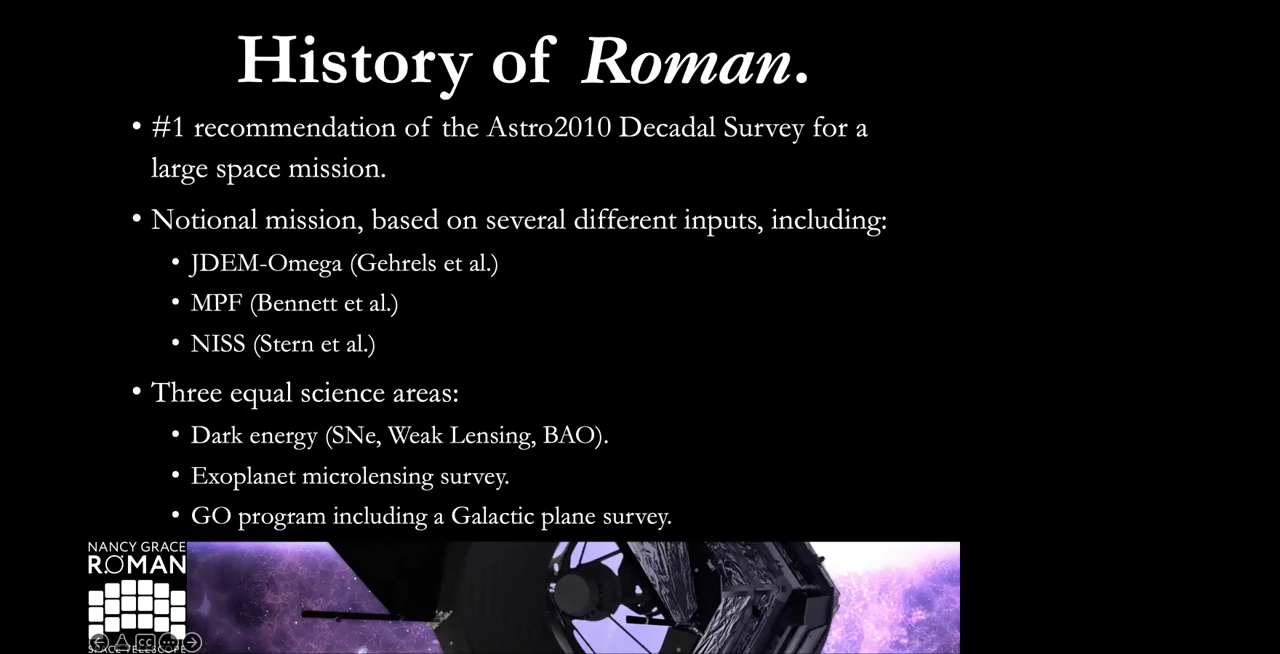 History of Roman.
• #1 recommendation of the Astro2010 Decadal Survey for a
large space mission.
• Notional mission, based on several different inputs, including:
• JDEM-Omega (Gehrels et al.)
• MPF (Bennett et al.)
• NISS (Stern et al.)
• Three equal science areas:
• Dark energy (SNe, Weak Lensing, BAO).
• Exoplanet microlensing survey.
• GO program including a Galactic plane survey.
NANCY GRACE
ROMAN
SPACE TELESCOPE
cc